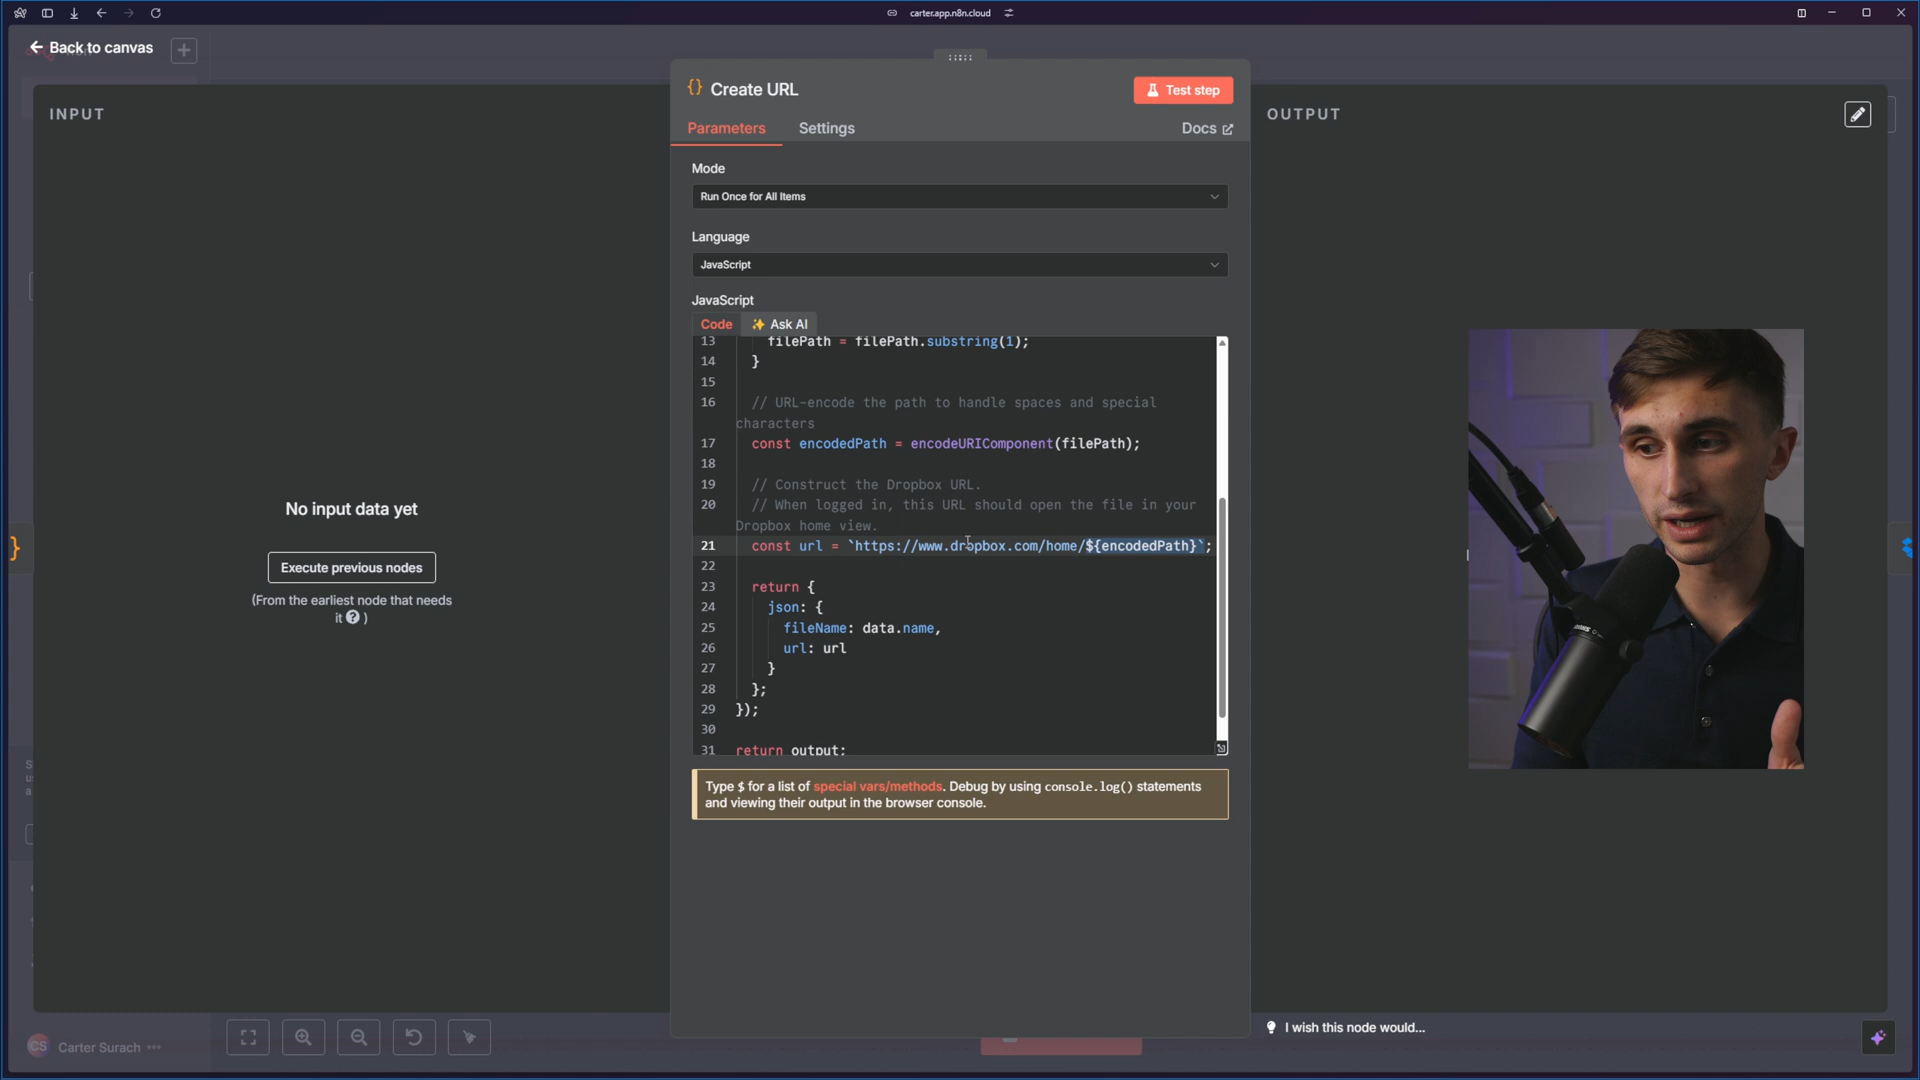 carter.app.n8n.cloud
Back to canvas
INPUT
{} Create URL
Test step
Parameters
Settings
Docs
OUTPUT
Mode
Run Once for All Items
Language
JavaScript
JavaScript
Code
Ask AI
13 filePath = filePath.substring(1);
14 }
15
16 // URL-encode the path to handle spaces and special
characters
17 const encodedPath = encodeURIComponent(filePath);
18
19 // Construct the Dropbox URL.
20 // When logged in, this URL should open the file in your
Dropbox home view.
21 const url = `https://www.dropbox.com/home/${encodedPath}`;
22
23 return {
24 json: {
25 fileName: data.name,
26 url: url
27 }
28 };
29 });
30
31 return output;
No input data yet
Execute previous nodes
(From the earliest node that needs
it ? )
Type $ for a list of special vars/methods. Debug by using console.log() statements
and viewing their output in the browser console.
I wish this node would...
CS Carter Surach